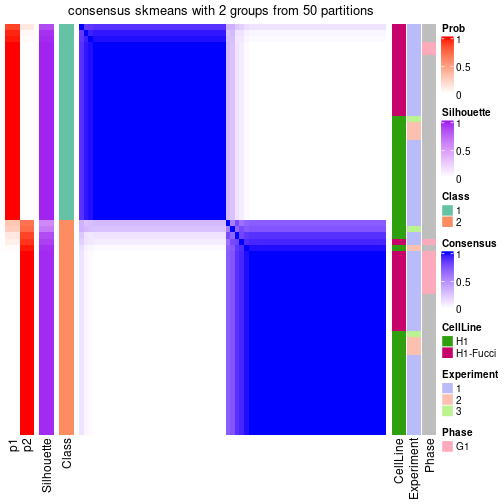 consensus skmeans with 2 groups from 50 partitions
Prob
1
0.5
0
Silhouette
1
0.5
0
Class
1
2
Consensus
1
0.5
0
CellLine
H1
H1-Fucci
Experiment
1
2
3
Phase
G1
p1
p2
Silhouette
Class
CellLine
Experiment
Phase